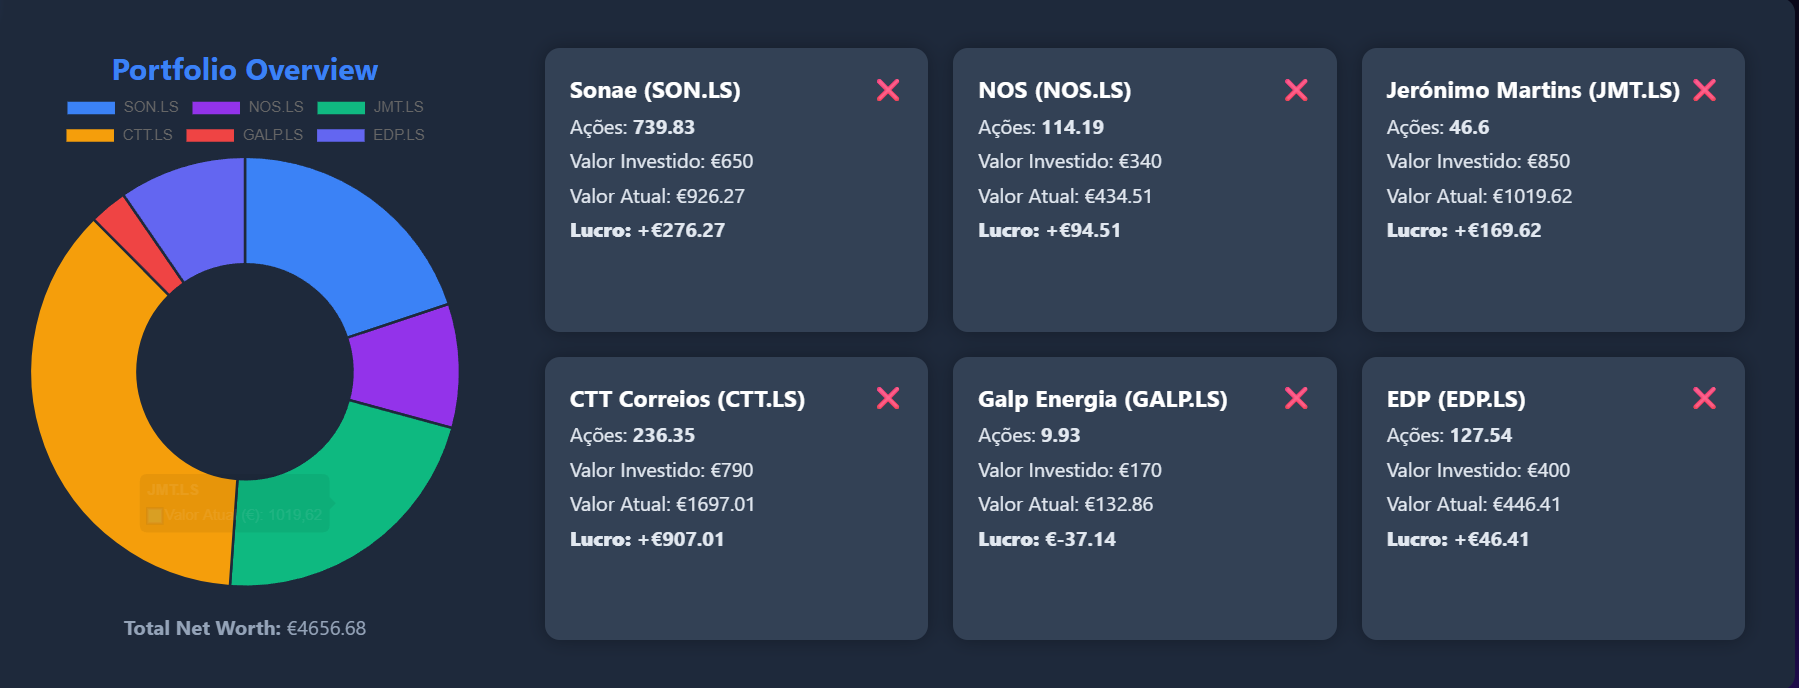 Portfolio Overview
SON.LS NOS.LS JMT.LS
CTT.LS GALP.LS EDP.LS
JMT.LS
Valor Atual (€): 1019,62
Total Net Worth: €4656.68
Sonae (SON.LS)
Ações: 739.83
Valor Investido: €650
Valor Atual: €926.27
Lucro: +€276.27
NOS (NOS.LS)
Ações: 114.19
Valor Investido: €340
Valor Atual: €434.51
Lucro: +€94.51
Jerónimo Martins (JMT.LS)
Ações: 46.6
Valor Investido: €850
Valor Atual: €1019.62
Lucro: +€169.62
CTT Correios (CTT.LS)
Ações: 236.35
Valor Investido: €790
Valor Atual: €1697.01
Lucro: +€907.01
Galp Energia (GALP.LS)
Ações: 9.93
Valor Investido: €170
Valor Atual: €132.86
Lucro: €-37.14
EDP (EDP.LS)
Ações: 127.54
Valor Investido: €400
Valor Atual: €446.41
Lucro: +€46.41